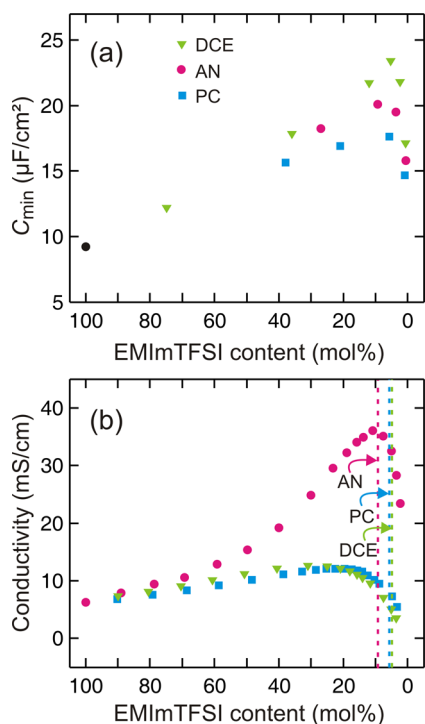 (a)
DCE
AN
PC
Cmin (µF/cm²)
25
20
15
10
5
100 80 60 40 20 0
EMImTFSI content (mol%)
(b)
Conductivity (mS/cm)
40
30
20
10
0
AN
PC
DCE
100 80 60 40 20 0
EMImTFSI content (mol%)